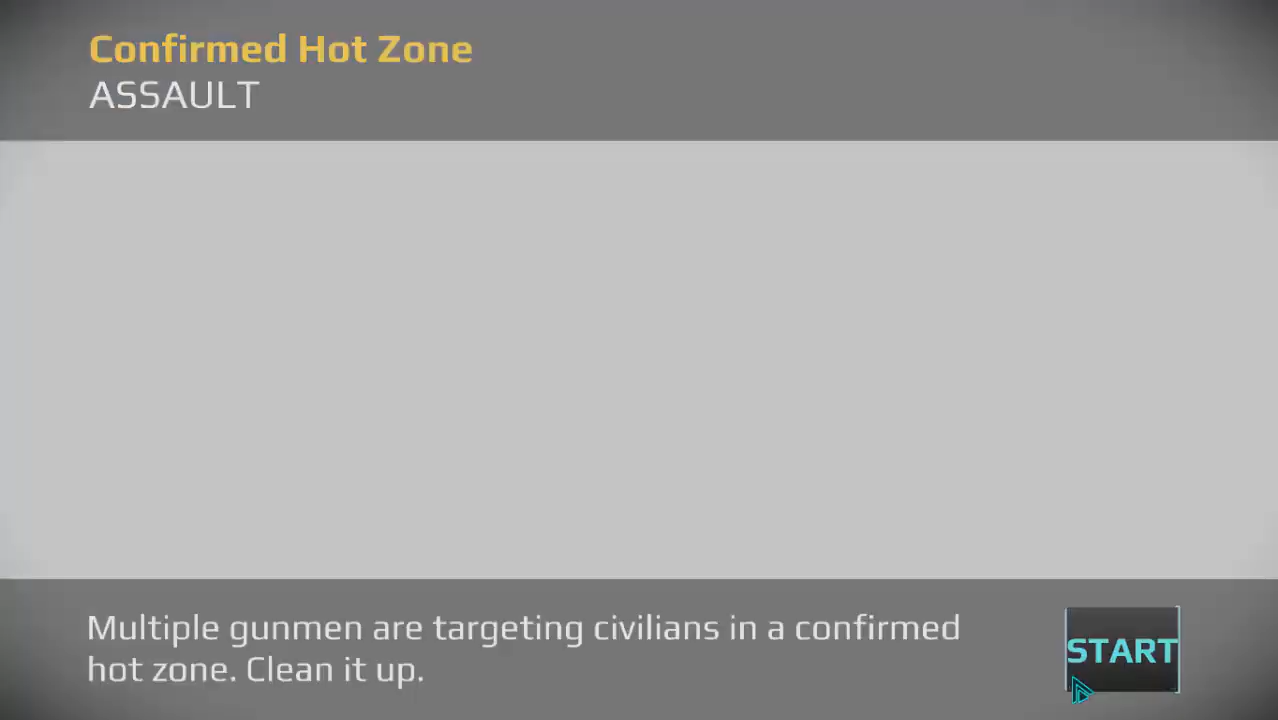 Confirmed Hot Zone
ASSAULT
Multiple gunmen are targeting civilians in a confirmed
hot zone. Clean it up.
START